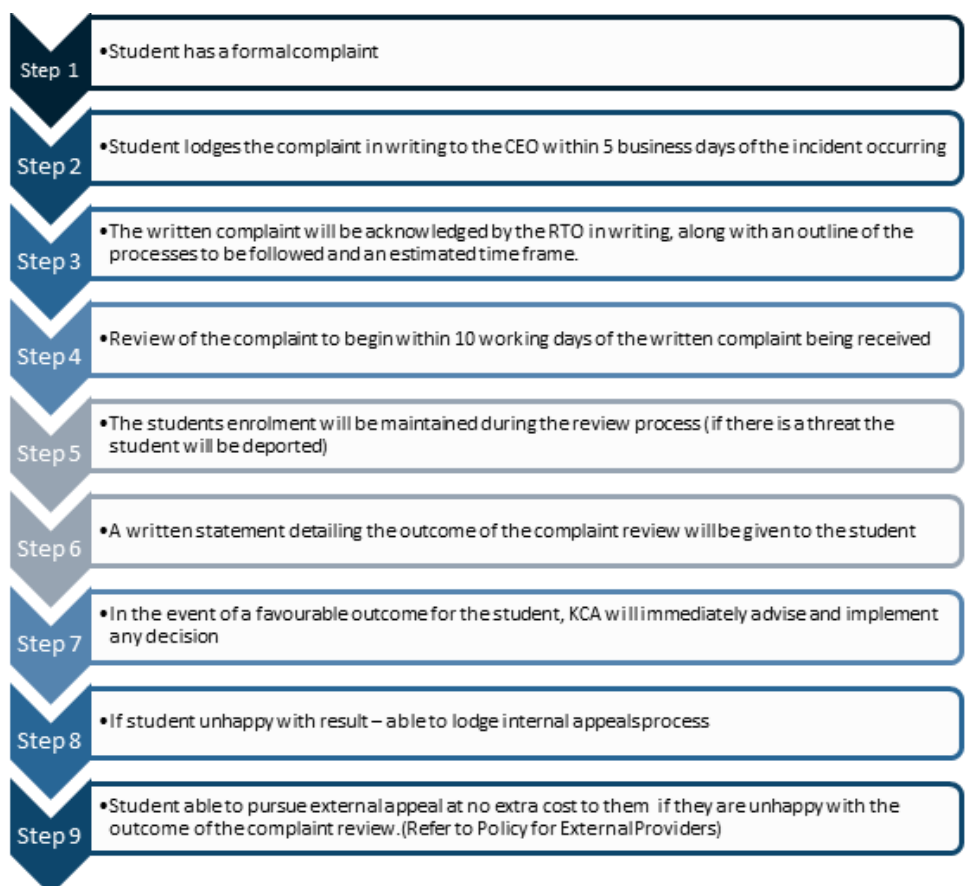 Step 1
•Student has a formal complaint
Step 2
•Student lodges the complaint in writing to the CEO within 5 business days of the incident occurring
Step 3
•The written complaint will be acknowledged by the RTO in writing, along with an outline of the
processes to be followed and an estimated time frame.
Step 4
•Review of the complaint to begin within 10 working days of the written complaint being received
Step 5
•The students enrolment will be maintained during the review process (if there is a threat the
student will be deported)
Step 6
•A written statement detailing the outcome of the complaint review will be given to the student
Step 7
•In the event of a favourable outcome for the student, KCA will immediately advise and implement
any decision
Step 8
•If student unhappy with result – able to lodge internal appeals process
Step 9
•Student able to pursue external appeal at no extra cost to them if they are unhappy with the
outcome of the complaint review.(Refer to Policy for External Providers)